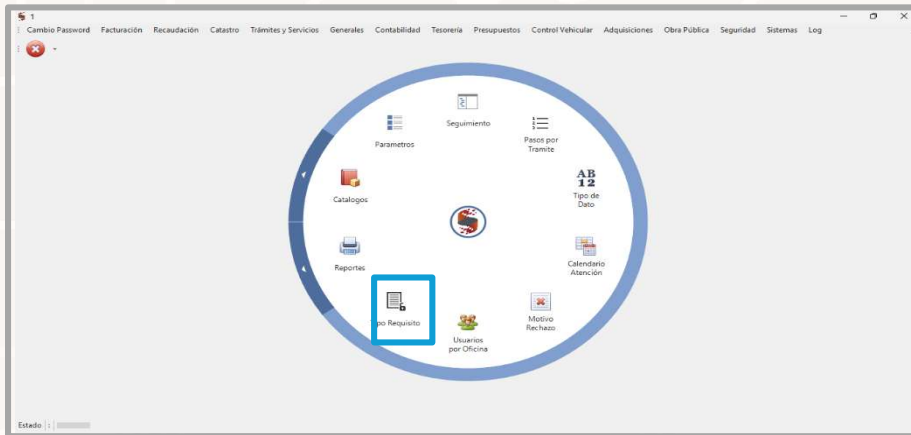 1
Cambio Password Facturación Recaudación Catastro Trámites y Servicios Generales Contabilidad Tesorería Presupuestos Control Vehicular Adquisiciones Obra Pública Seguridad Sistemas Log
Seguimiento
Parametros
Pasos por
Tramite
AB
12
Tipo de
Dato
Catalogos
Calendario
Atención
Reportes
Motivo
Rechazo
po Requisito
Usuarios
por Oficina
Estado